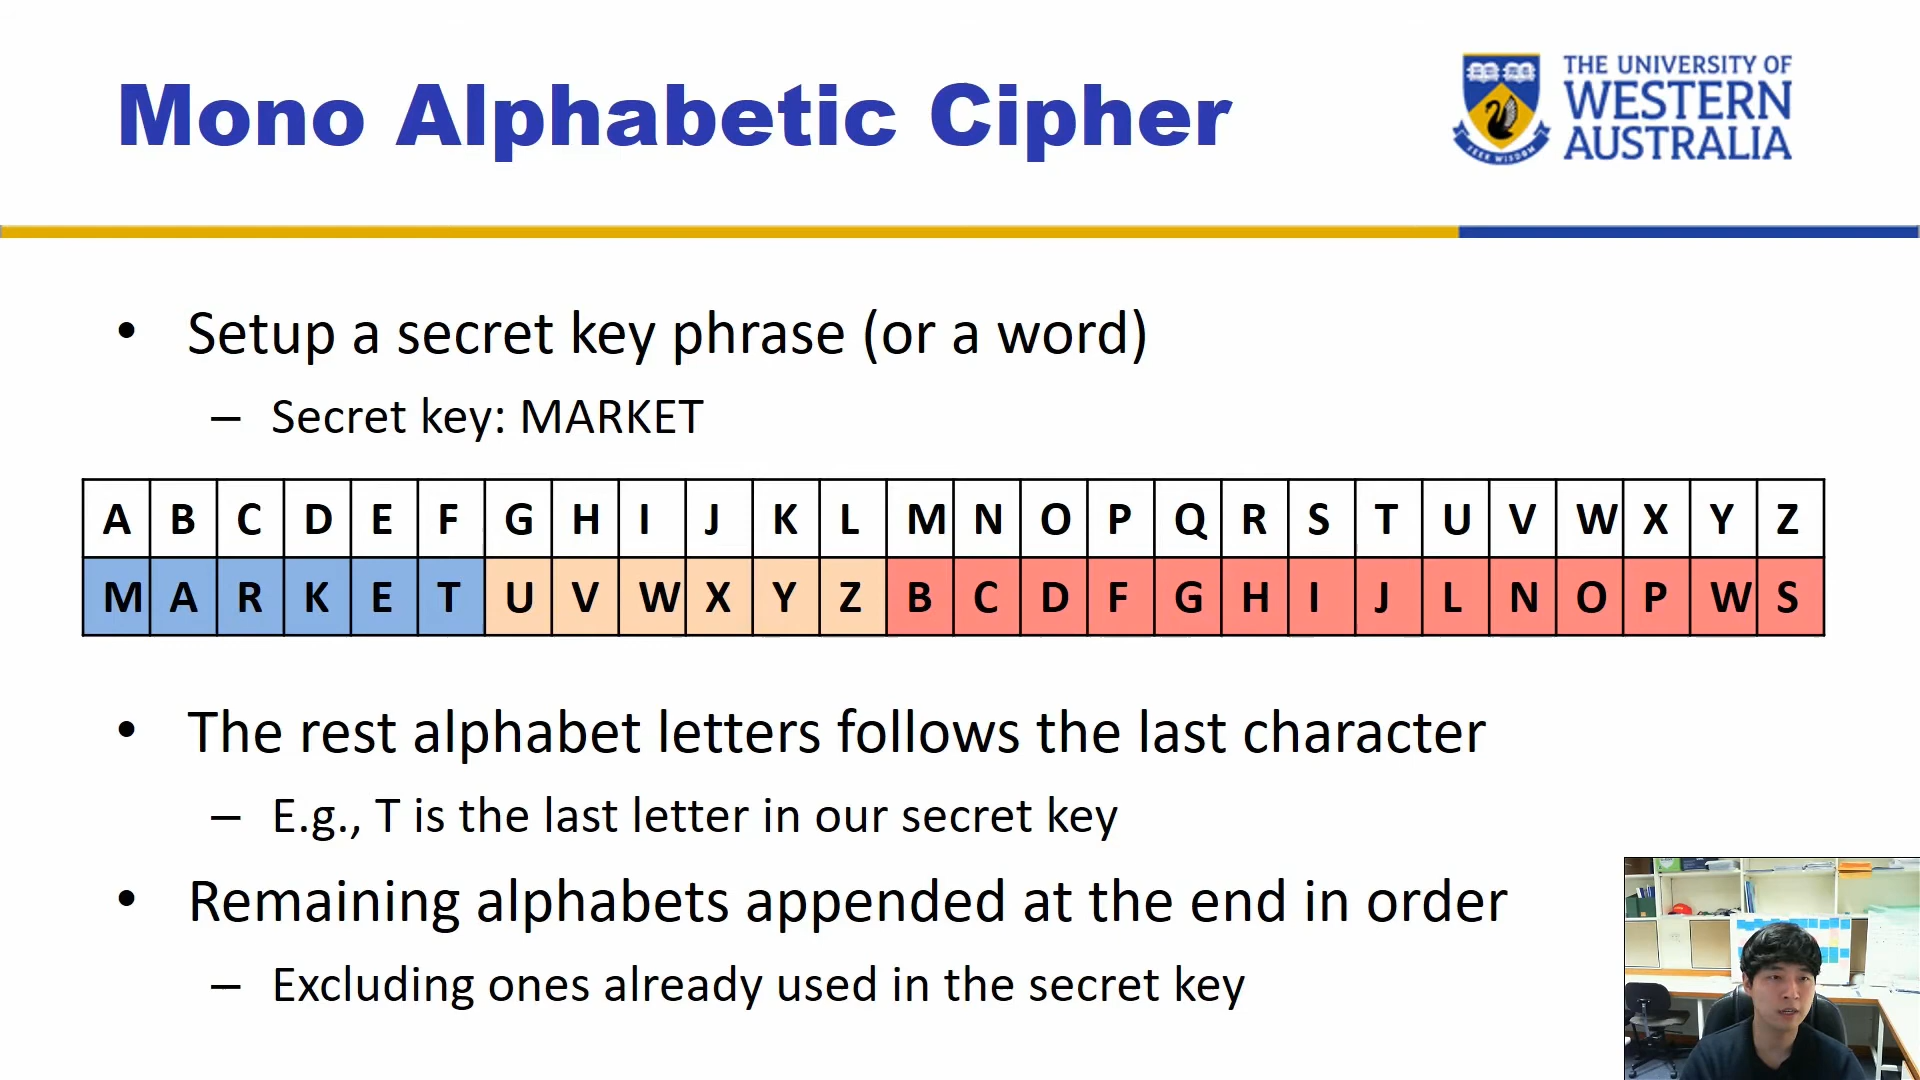 Mono Alphabetic Cipher
THE UNIVERSITY OF
WESTERN
AUSTRALIA
SEEK WISDOM
• Setup a secret key phrase (or a word)
– Secret key: MARKET
A B C D E F G H I J K L M N O P Q R S T U V W X Y Z
M A R K E T U V W X Y Z B C D F G H I J L N O P W S
• The rest alphabet letters follows the last character
– E.g., T is the last letter in our secret key
• Remaining alphabets appended at the end in order
– Excluding ones already used in the secret key